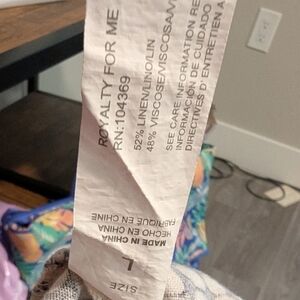 ROYALTY FOR ME
RN:104369
52% LINEN/LINO/LIN
48% VISCOSE/VISCOSA/
SEE CARE INFORMATION
INFORMACIÓN DE CUIDADO
DIRECTIVES D'ENTRETIEN A
MADE IN CHINA
HECHO EN CHINA
FABRIQUE EN CHINE
SIZE
L